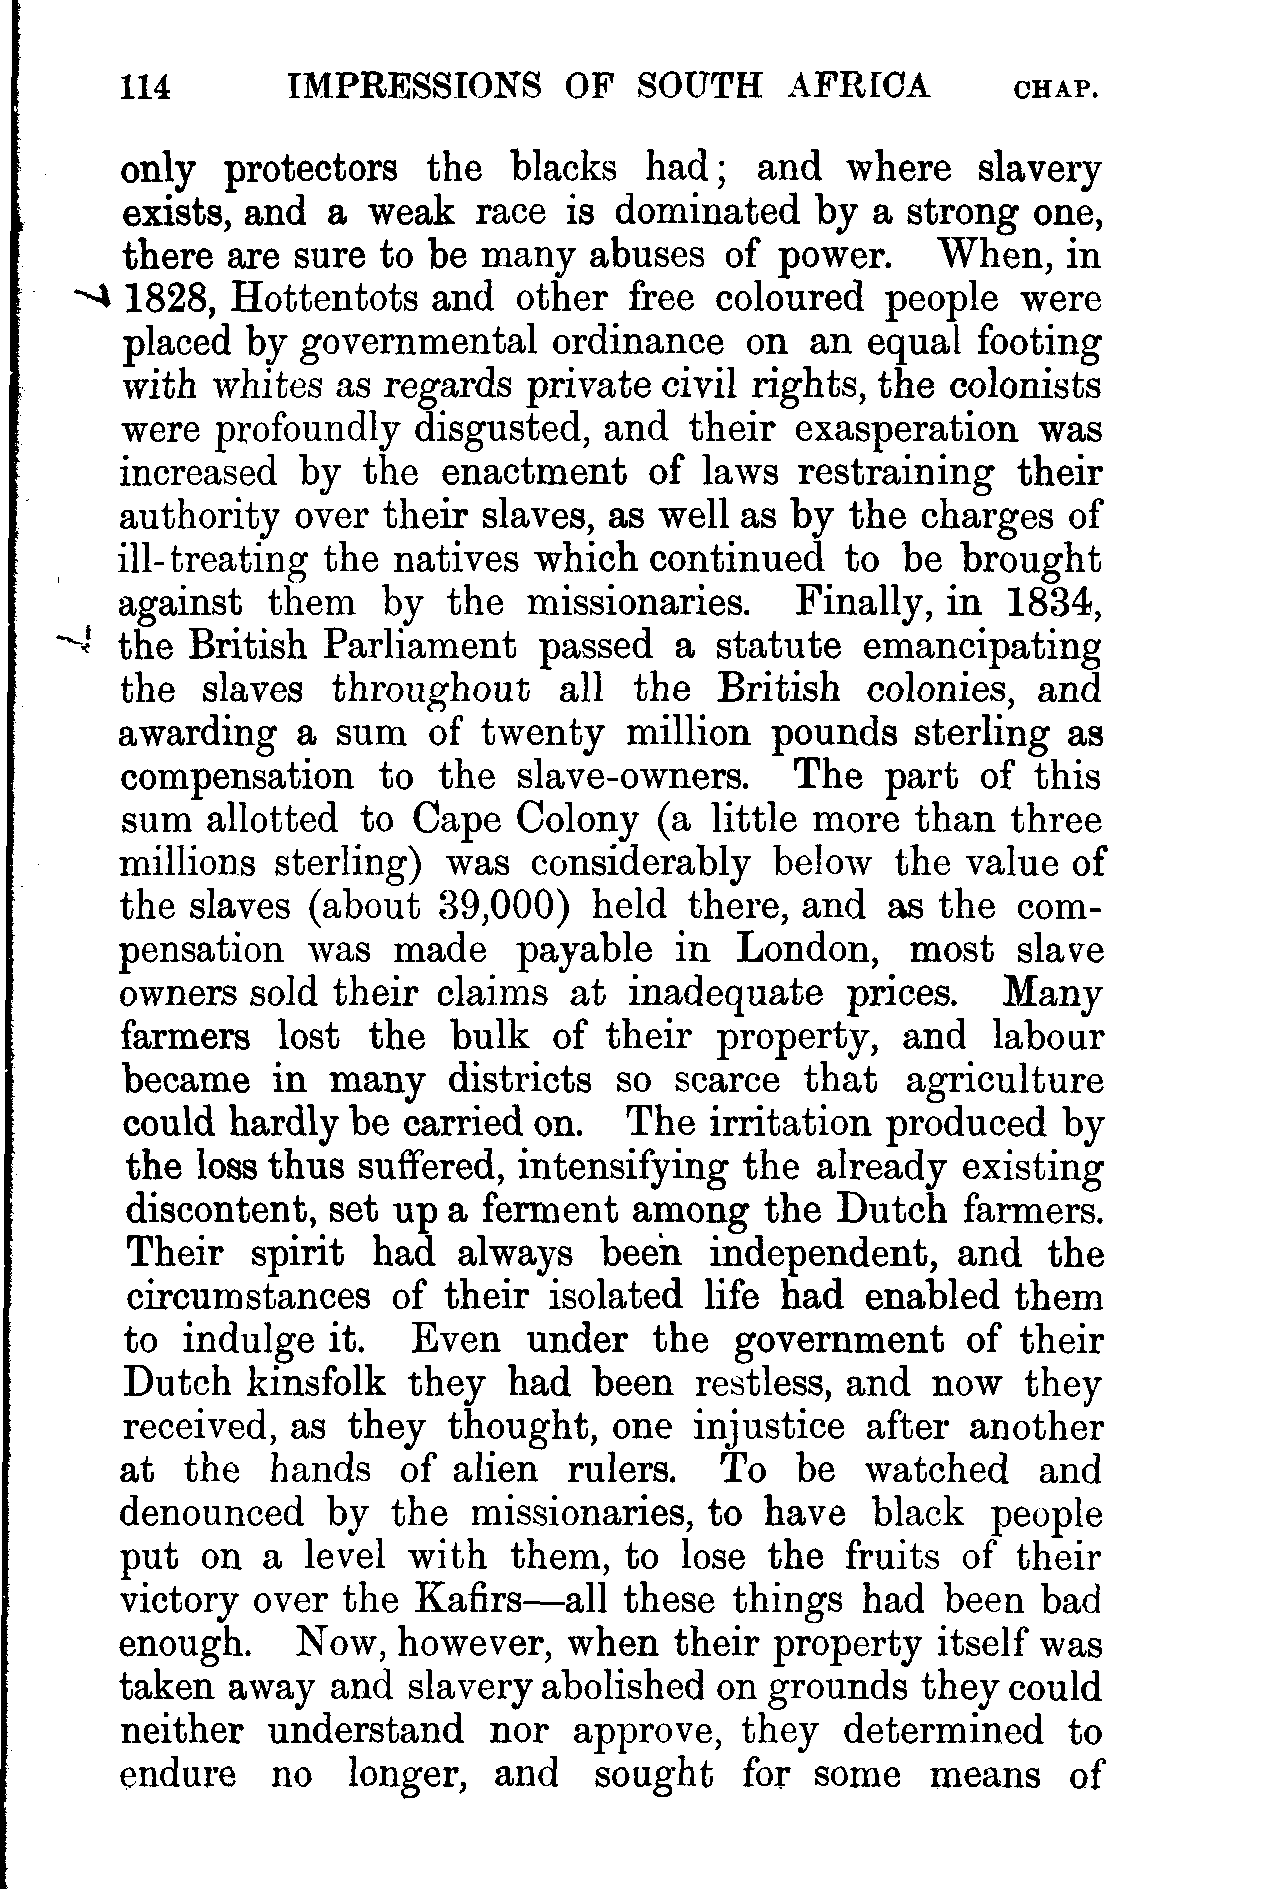 114 IMPRESSIONS OF SOUTH AFRICA CHAP.
only protectors the blacks had; and where slavery
exists, and a weak race is dominated by a strong one,
there are sure to be many abuses of power. When, in
1828, Hottentots and other free coloured people were
placed by governmental ordinance on an equal footing
with whites as regards private civil rights, the colonists
were profoundly disgusted, and their exasperation was
increased by the enactment of laws restraining their
authority over their slaves, as well as by the charges of
ill-treating the natives which continued to be brought
against them by the missionaries. Finally, in 1834,
the British Parliament passed a statute emancipating
the slaves throughout all the British colonies, and
awarding a sum of twenty million pounds sterling as
compensation to the slave-owners. The part of this
sum allotted to Cape Colony (a little more than three
millions sterling) was considerably below the value of
the slaves (about 39,000) held there, and as the com-
pensation was made payable in London, most slave
owners sold their claims at inadequate prices. Many
farmers lost the bulk of their property, and labour
became in many districts so scarce that agriculture
could hardly be carried on. The irritation produced by
the loss thus suffered, intensifying the already existing
discontent, set up a ferment among the Dutch farmers.
Their spirit had always been independent, and the
circumstances of their isolated life had enabled them
to indulge it. Even under the government of their
Dutch kinsfolk they had been restless, and now they
received, as they thought, one injustice after another
at the hands of alien rulers. To be watched and
denounced by the missionaries, to have black people
put on a level with them, to lose the fruits of their
victory over the Kafirs—all these things had been bad
enough. Now, however, when their property itself was
taken away and slavery abolished on grounds they could
neither understand nor approve, they determined to
endure no longer, and sought for some means of